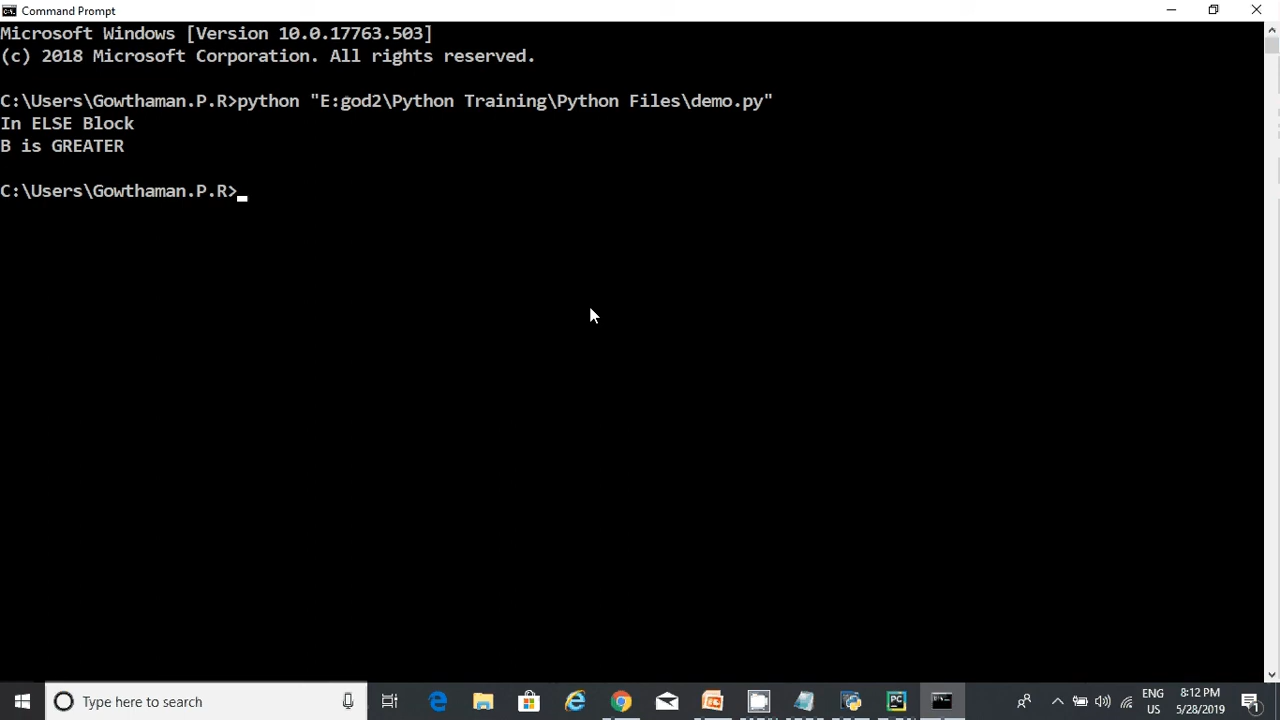 Command Prompt
Microsoft Windows [Version 10.0.17763.503]
(c) 2018 Microsoft Corporation. All rights reserved.
C:\Users\Gowthaman.P.R>python "E:god2\Python Training\Python Files\demo.py"
In ELSE Block
B is GREATER
C:\Users\Gowthaman.P.R>
Type here to search
ENG
US
8:12 PM
5/28/2019